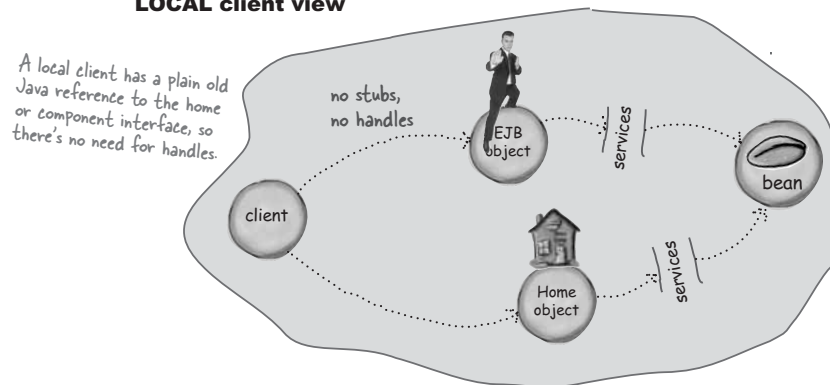 LOCAL client view
A local client has a plain old
Java reference to the home
or component interface, so
there's no need for handles.
no stubs,
no handles
EJB
object
services
bean
client
services
Home
object